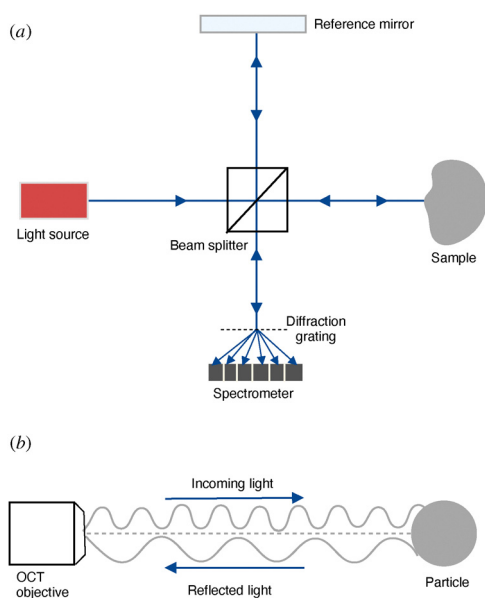 (a)
Reference mirror
Light source
Beam splitter
Sample
Diffraction
grating
Spectrometer
(b)
Incoming light
OCT
objective
Reflected light
Particle